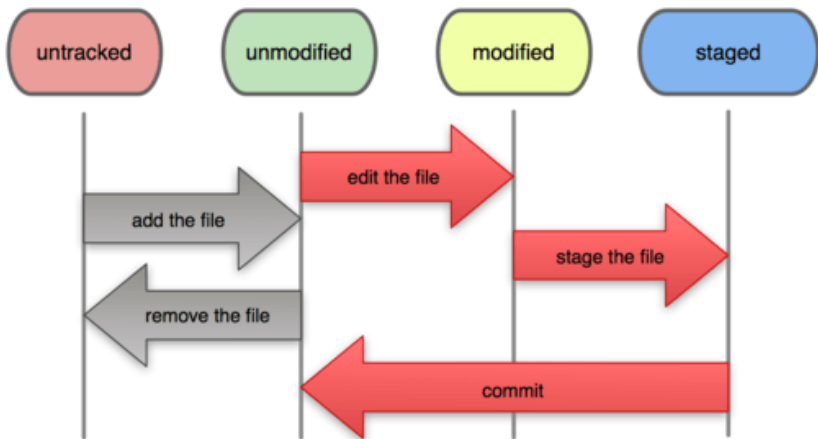 untracked
unmodified
modified
staged
edit the file
add the file
stage the file
remove the file
commit